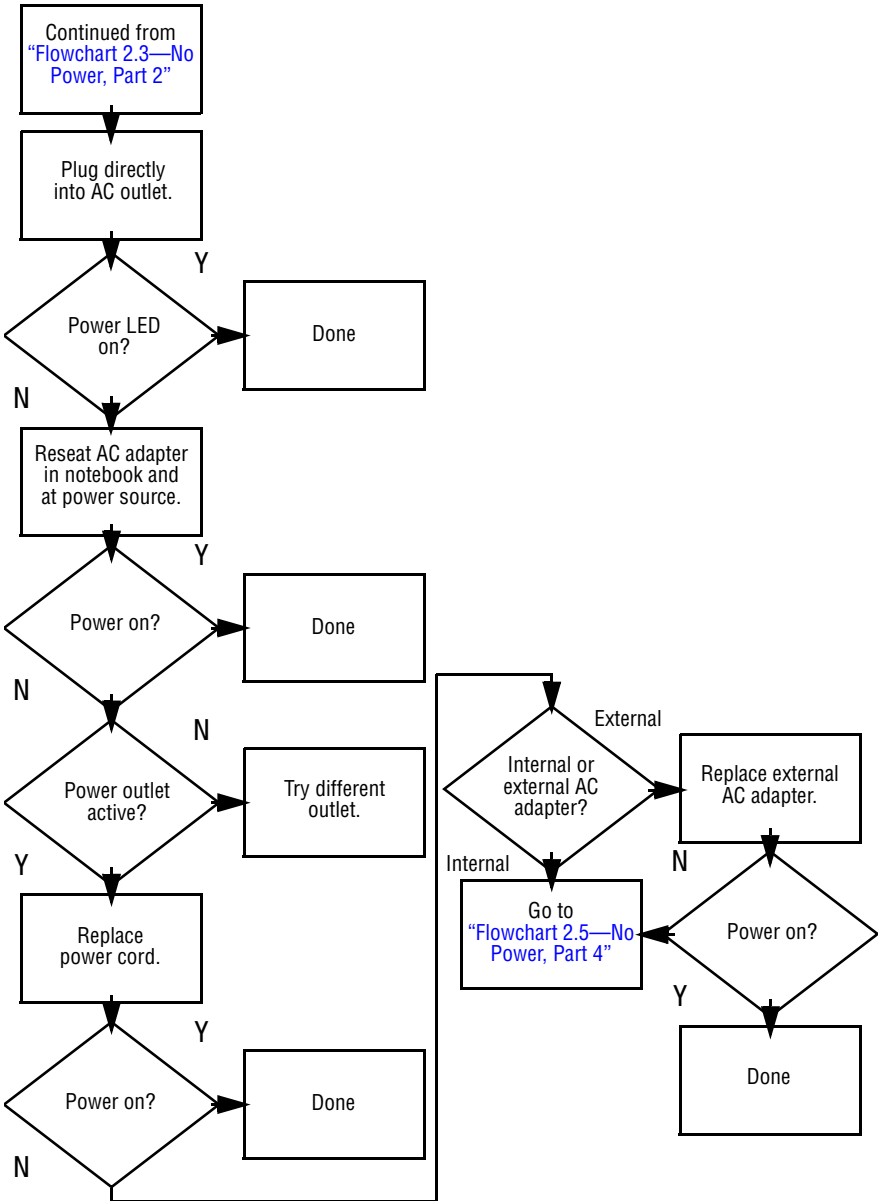 Continued from
“Flowchart 2.3—No
Power, Part 2”
Plug directly
into AC outlet.
Y
Power LED
on?
Done
N
Reseat AC adapter
in notebook and
at power source.
Y
Power on?
Done
N
N
Power outlet
active?
Try different
outlet.
Y
Replace
power cord.
Y
Power on?
Done
N
External
Internal or
external AC
adapter?
Replace external
AC adapter.
Internal
N
Go to
“Flowchart 2.5—No
Power, Part 4”
Power on?
Y
Done